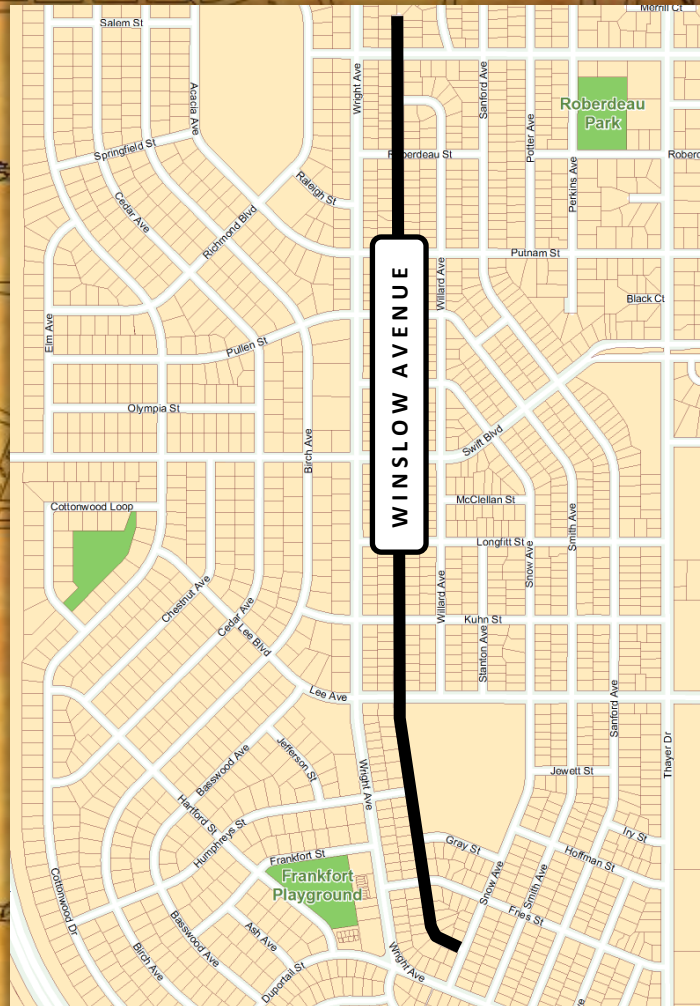 Merrill Ct
Salem St
Acacia Ave
Wright Ave
Sanford Ave
Roberdeau
Park
Potter Ave
Springfield St
Roberdeau St
Perkins Ave
Raleigh St
Cedar Ave
Richmond Blvd
Putnam St
Willard Ave
Black Ct
Elm Ave
Pullen St
WINSLOW AVENUE
Olympia St
Birch Ave
Swift Blvd
Cottonwood Loop
McClellan St
Smith Ave
Longfitt St
Snow Ave
Willard Ave
Chestnut Ave
Cedar Ave
Lee Blvd
Kuhn St
Stanton Ave
Lee Ave
Sanford Ave
Thayer Dr
Jefferson St
Basswood Ave
Wright Ave
Jewett St
Hartford St
Humphreys St
Gray St
Iry St
Hoffman St
Frankfort St
Frankfort
Playground
Snow Ave
Smith Ave
Cottonwood Dr
Fries St
Basswood Ave
Ash Ave
Birch Ave
Duportail St
Wright Ave